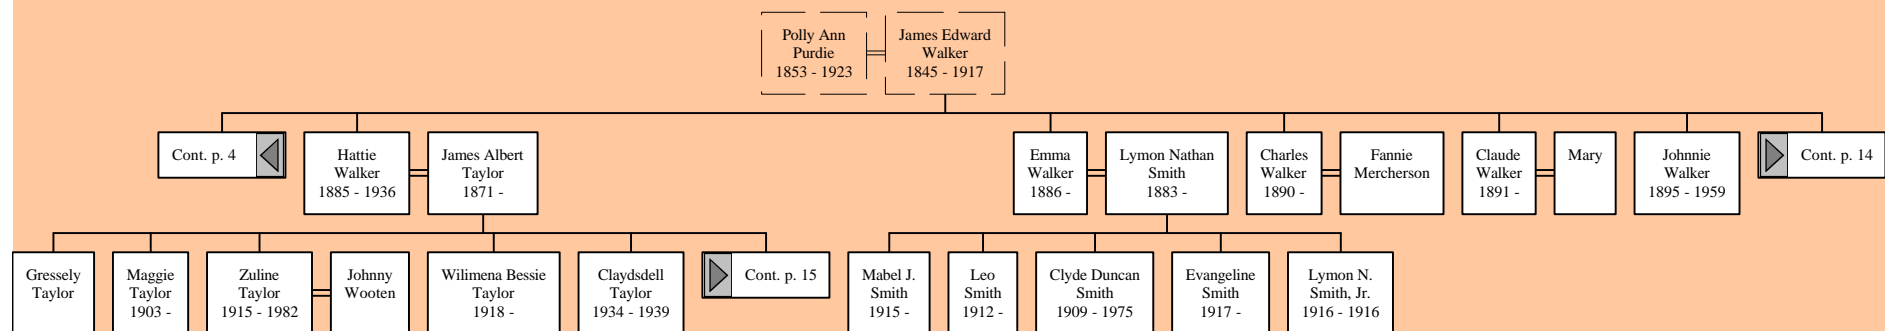 Polly Ann
Purdie
1853 - 1923
James Edward
Walker
1845 - 1917
Cont. p. 4
Hattie
Walker
1885 - 1936
James Albert
Taylor
1871 -
Emma
Walker
1886 -
Lymon Nathan
Smith
1883 -
Charles
Walker
1890 -
Fannie
Mercherson
Claude
Walker
1891 -
Mary
Johnnie
Walker
1895 - 1959
Cont. p. 14
Gressely
Taylor
Maggie
Taylor
1903 -
Zuline
Taylor
1915 - 1982
Johnny
Wooten
Wilimena Bessie
Taylor
1918 -
Claydsdell
Taylor
1934 - 1939
Cont. p. 15
Mabel J.
Smith
1915 -
Leo
Smith
1912 -
Clyde Duncan
Smith
1909 - 1975
Evangeline
Smith
1917 -
Lymon N.
Smith, Jr.
1916 - 1916